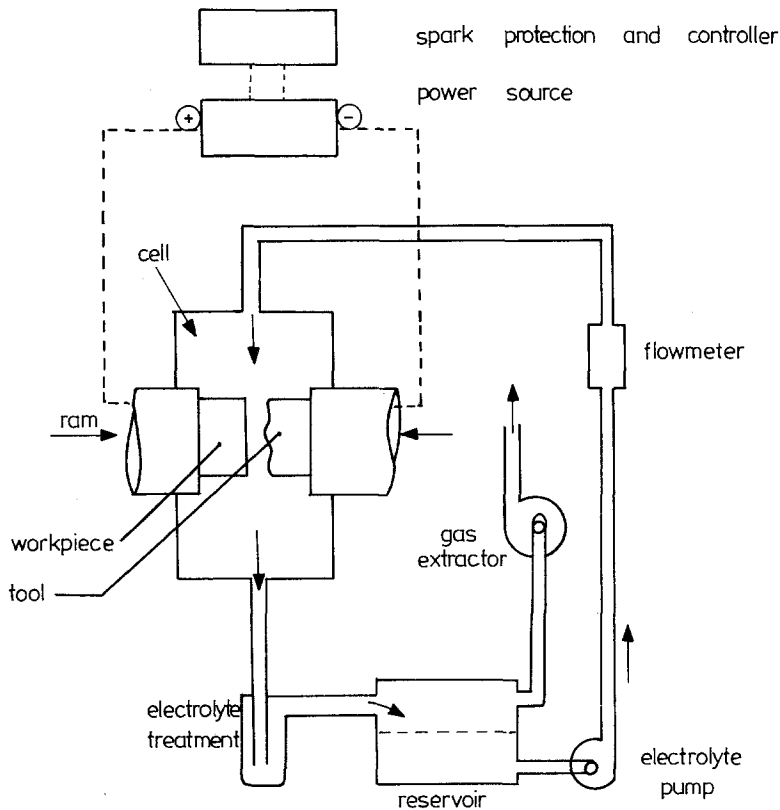 spark protection and controller
power source
+
−
cell
flowmeter
ram
gas
extractor
workpiece
tool
electrolyte
treatment
electrolyte
pump
reservoir